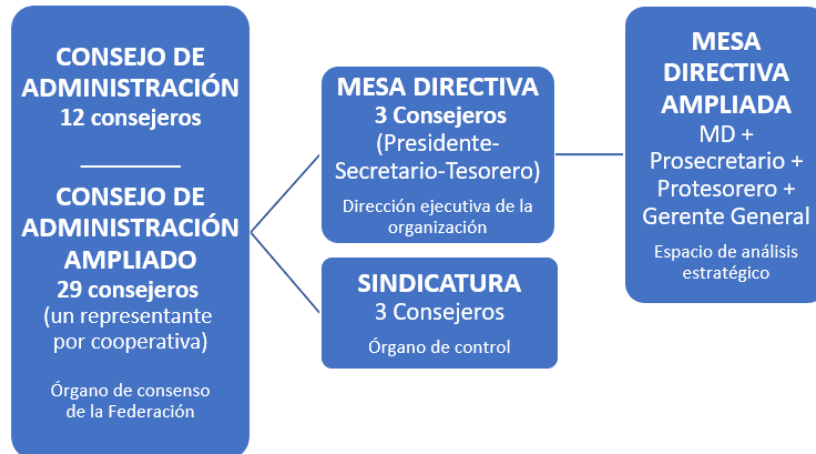 CONSEJO DE
ADMINISTRACIÓN
12 consejeros
CONSEJO DE
ADMINISTRACIÓN
AMPLIADO
29 consejeros
(un representante
por cooperativa)
Órgano de consenso
de la Federación
MESA DIRECTIVA
3 Consejeros
(Presidente-
Secretario-Tesorero)
Dirección ejecutiva de la
organización
SINDICATURA
3 Consejeros
Órgano de control
MESA
DIRECTIVA
AMPLIADA
MD +
Prosecretario +
Protesorero +
Gerente General
Espacio de análisis
estratégico